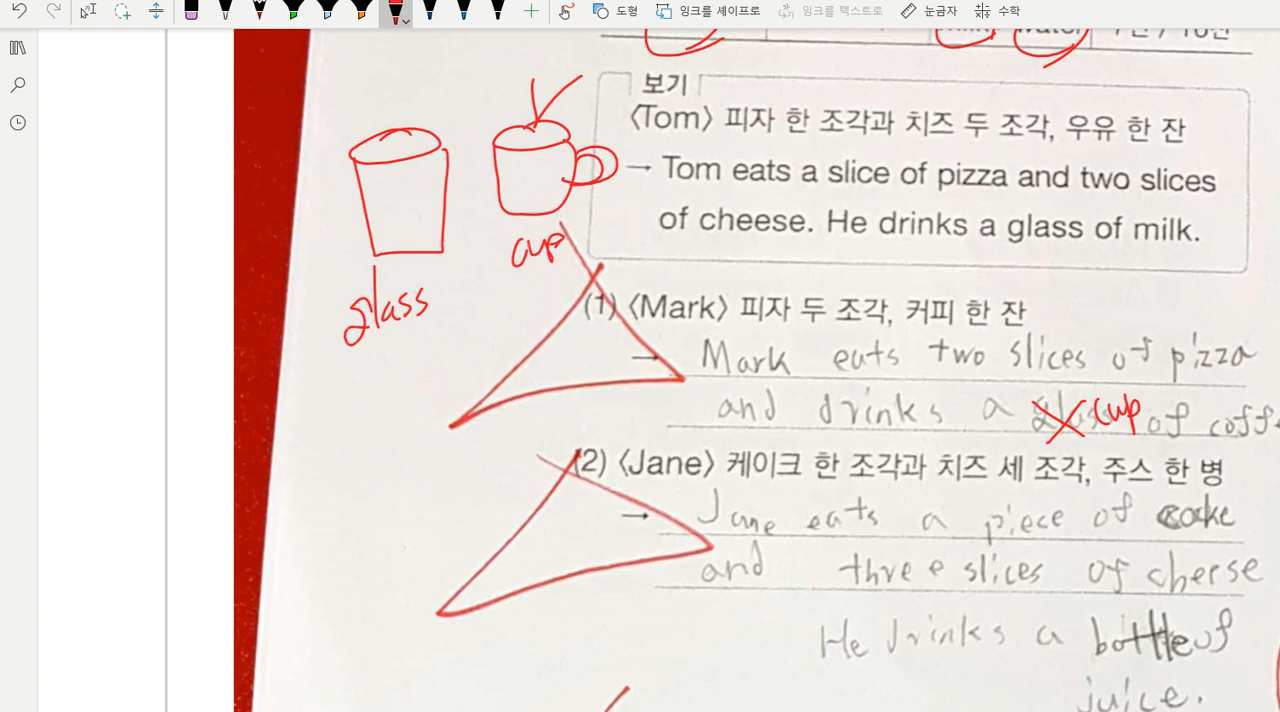 도형 잉크를 셰이프로 잉크를 텍스트로 눈금자 수학
보기
〈Tom〉 피자 한 조각과 치즈 두 조각, 우유 한 잔
→ Tom eats a slice of pizza and two slices
of cheese. He drinks a glass of milk.
glass
cup
(1) 〈Mark〉 피자 두 조각, 커피 한 잔
→ Mark eats two slices of pizza
and drinks a glass cup of coff
(2) 〈Jane〉 케이크 한 조각과 치즈 세 조각, 주스 한 병
→ Jane eats a piece of cake
and three slices of cheese
He drinks a bottle of
juice.